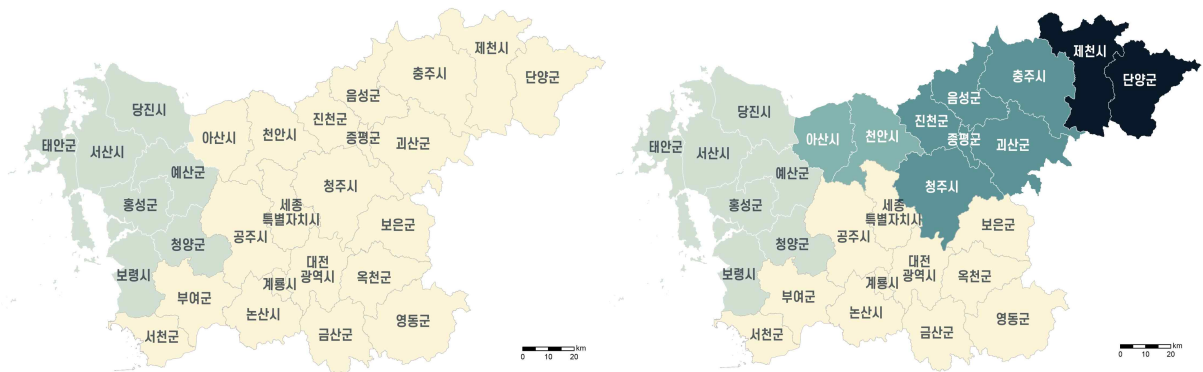 제천시
충주시
단양군
음성군
당진시
진천군
아산시
천안시
증평군
괴산군
태안군
서산시
예산군
청주시
홍성군
세종
특별자치시
보은군
공주시
청양군
대전
광역시
보령시
계룡시
옥천군
부여군
논산시
영동군
서천군
금산군
km
0 10 20
제천시
충주시
단양군
음성군
당진시
진천군
아산시
천안시
증평군
괴산군
태안군
서산시
예산군
청주시
홍성군
세종
특별자치시
보은군
공주시
청양군
대전
광역시
보령시
계룡시
옥천군
부여군
논산시
영동군
서천군
금산군
km
0 10 20